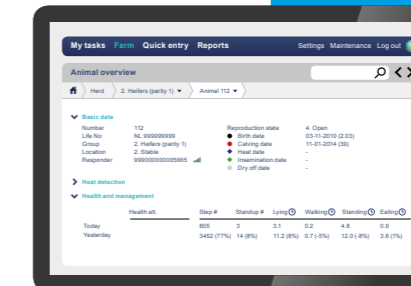 My tasks Farm Quick entry Reports Settings Maintenance Log out
Animal overview
Herd 2. Heifers (parity 1) Animal 112
Basic data
Number 112 Reproduction state 4. Open
Life No NL 999999999 Birth date 03-11-2010 (2.03)
Group 2. Heifers (parity 1) Calving date 11-01-2014 (39)
Location 2. Stable Heat date -
Responder 990000000005865 Insemination date -
Dry off date -
Heat detection
Health and management
Health att. Step # Standup # Lying Walking Standing Eating
Today 805 3 3.1 0.2 4.8 0.9
Yesterday 3452 (77%) 14 (8%) 11.2 (8%) 0.7 (-5%) 12.0 (-8%) 3.8 (1%)